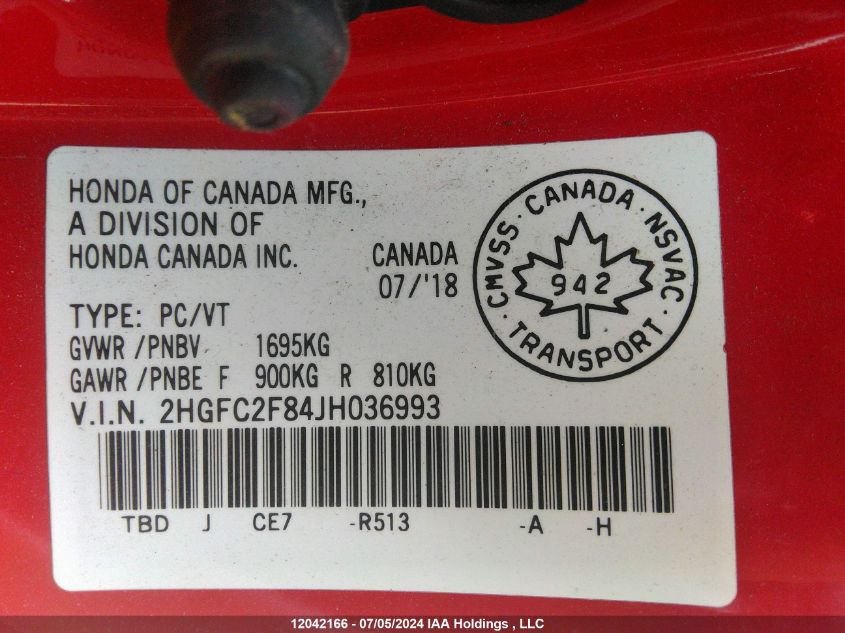 HONDA OF CANADA MFG.,
A DIVISION OF
HONDA CANADA INC. CANADA
07/'18
TYPE: PC/VT
GVWR /PNBV 1695KG
GAWR /PNBE F 900KG R 810KG
V.I.N. 2HGFC2F84JH036993
TBD J CE7 -R513 -A -H
CMVSS · CANADA · NSVAC · TRANSPORT ·
942
12042166 - 07/05/2024 IAA Holdings , LLC